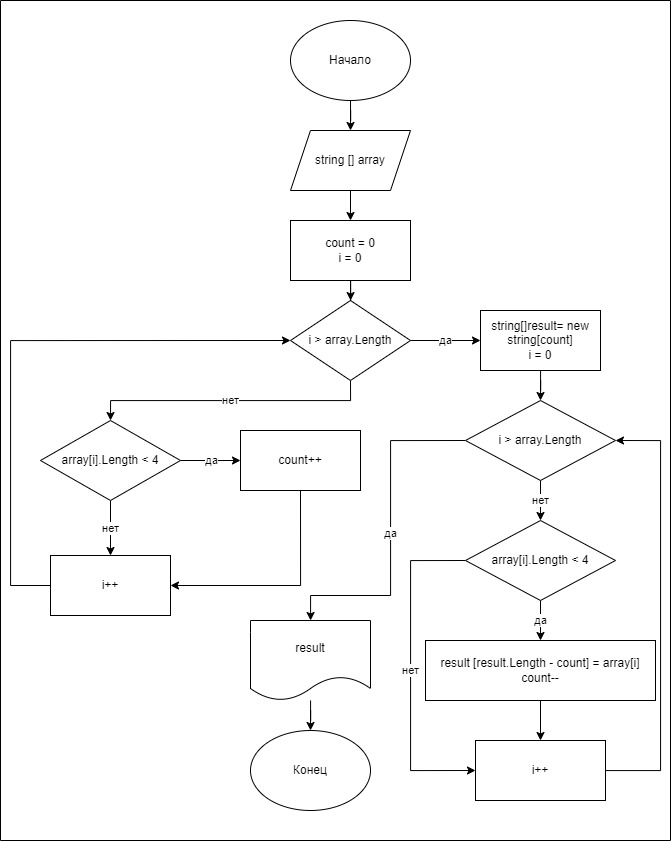 Начало
string [] array
count = 0
i = 0
i > array.Length
да
string[]result= new
string[count]
i = 0
нет
array[i].Length < 4
да
count++
нет
i++
i > array.Length
да
нет
array[i].Length < 4
да
нет
result [result.Length - count] = array[i]
count--
i++
result
Конец